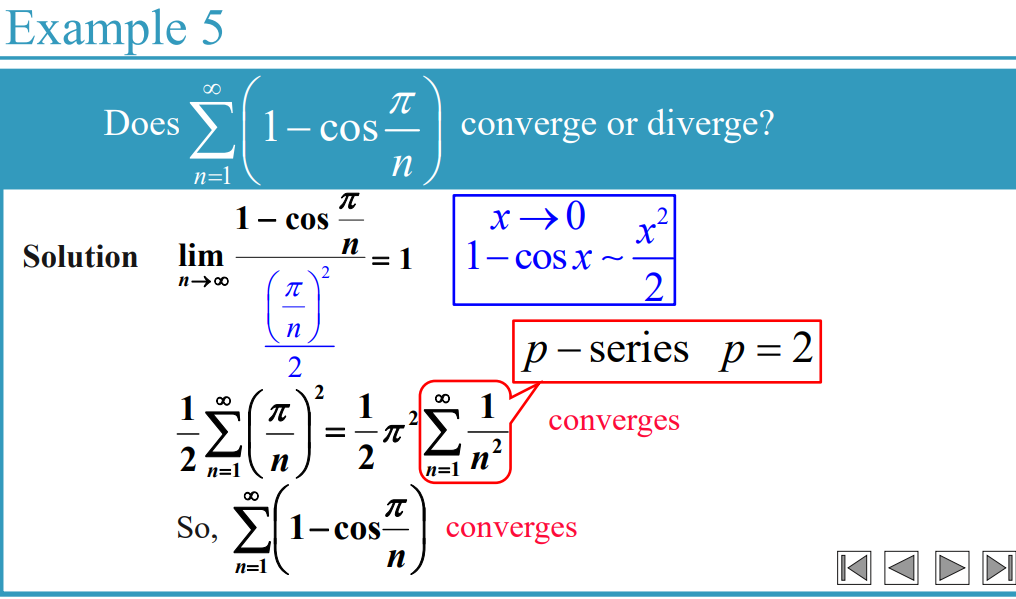 Example 5
Does $\sum_{n=1}^{\infty}\left(1-\cos\frac{\pi}{n}\right)$ converge or diverge?
Solution $\lim_{n\to\infty}\frac{1-\cos\frac{\pi}{n}}{\frac{\left(\frac{\pi}{n}\right)^2}{2}}=1$
$x\to 0$
$1-\cos x\sim\frac{x^2}{2}$
$p-\text{series}\quad p=2$
$\frac{1}{2}\sum_{n=1}^{\infty}\left(\frac{\pi}{n}\right)^2=\frac{1}{2}\pi^2\sum_{n=1}^{\infty}\frac{1}{n^2}$ converges
So, $\sum_{n=1}^{\infty}\left(1-\cos\frac{\pi}{n}\right)$ converges